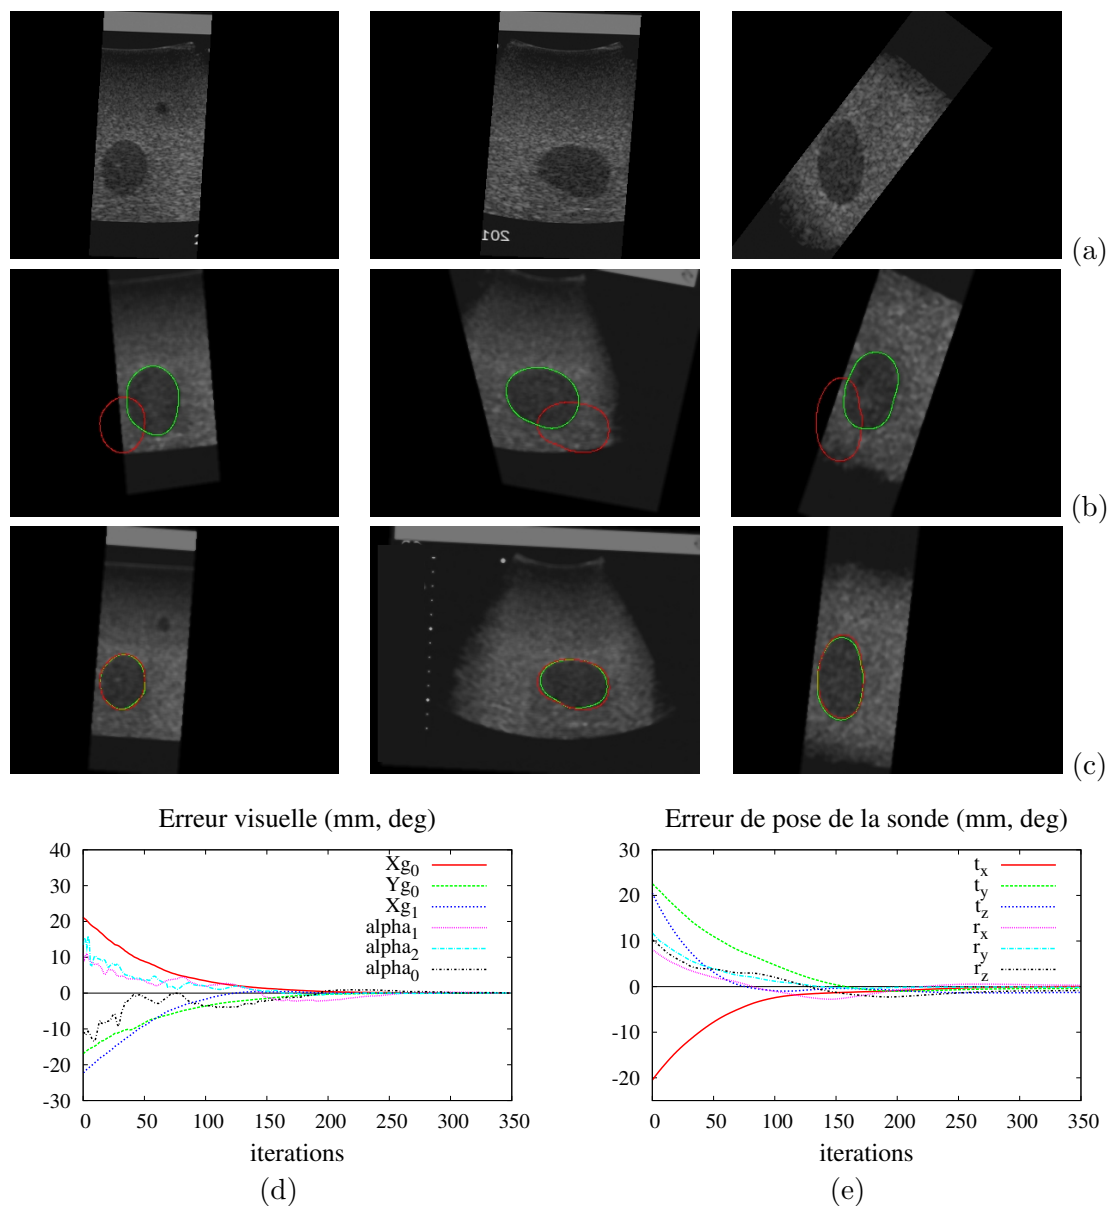 201
(a)
(b)
(c)
Erreur visuelle (mm, deg)
40
30
20
10
0
-10
-20
-30
Xg0
Yg0
Xg1
alpha1
alpha2
alpha0
0 50 100 150 200 250 300 350
iterations
(d)
Erreur de pose de la sonde (mm, deg)
30
20
10
0
-10
-20
tx
ty
tz
rx
ry
rz
0 50 100 150 200 250 300 350
iterations
(e)